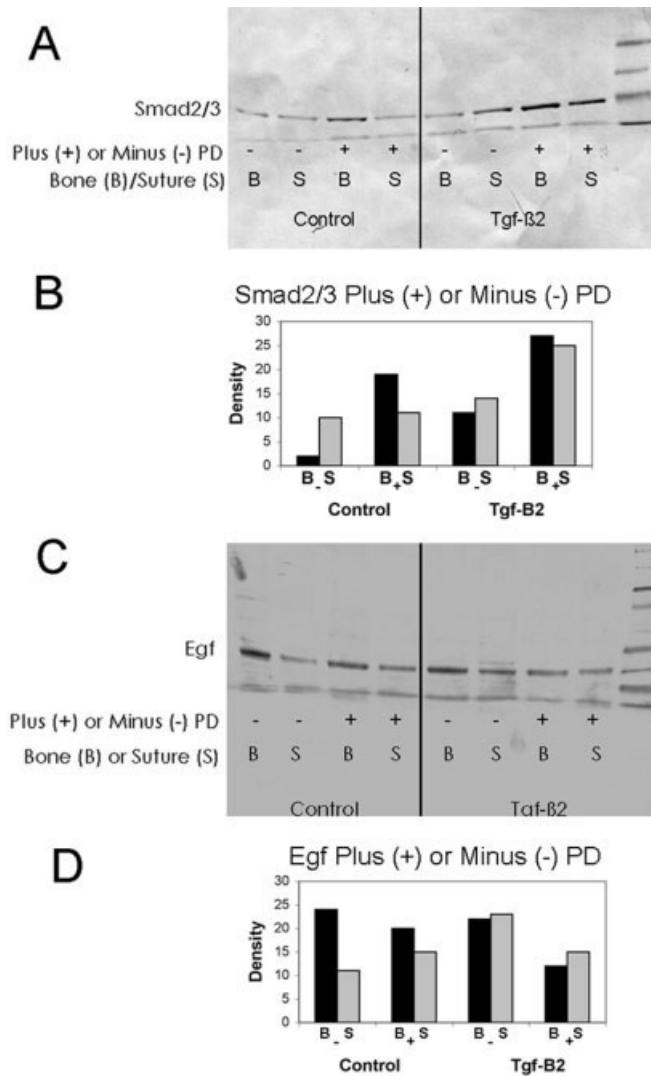 A
Smad2/3
Plus (+) or Minus (-) PD - - + + - - + +
Bone (B)/Suture (S) B S B S B S B S
Control Tgf-ß2
B
Smad2/3 Plus (+) or Minus (-) PD
Density
30
25
20
15
10
5
0
B - S B + S B - S B + S
Control Tgf-B2
C
Egf
Plus (+) or Minus (-) PD - - + + - - + +
Bone (B) or Suture (S) B S B S B S B S
Control Tgf-ß2
D
Egf Plus (+) or Minus (-) PD
Density
30
25
20
15
10
5
0
B - S B + S B - S B + S
Control Tgf-B2